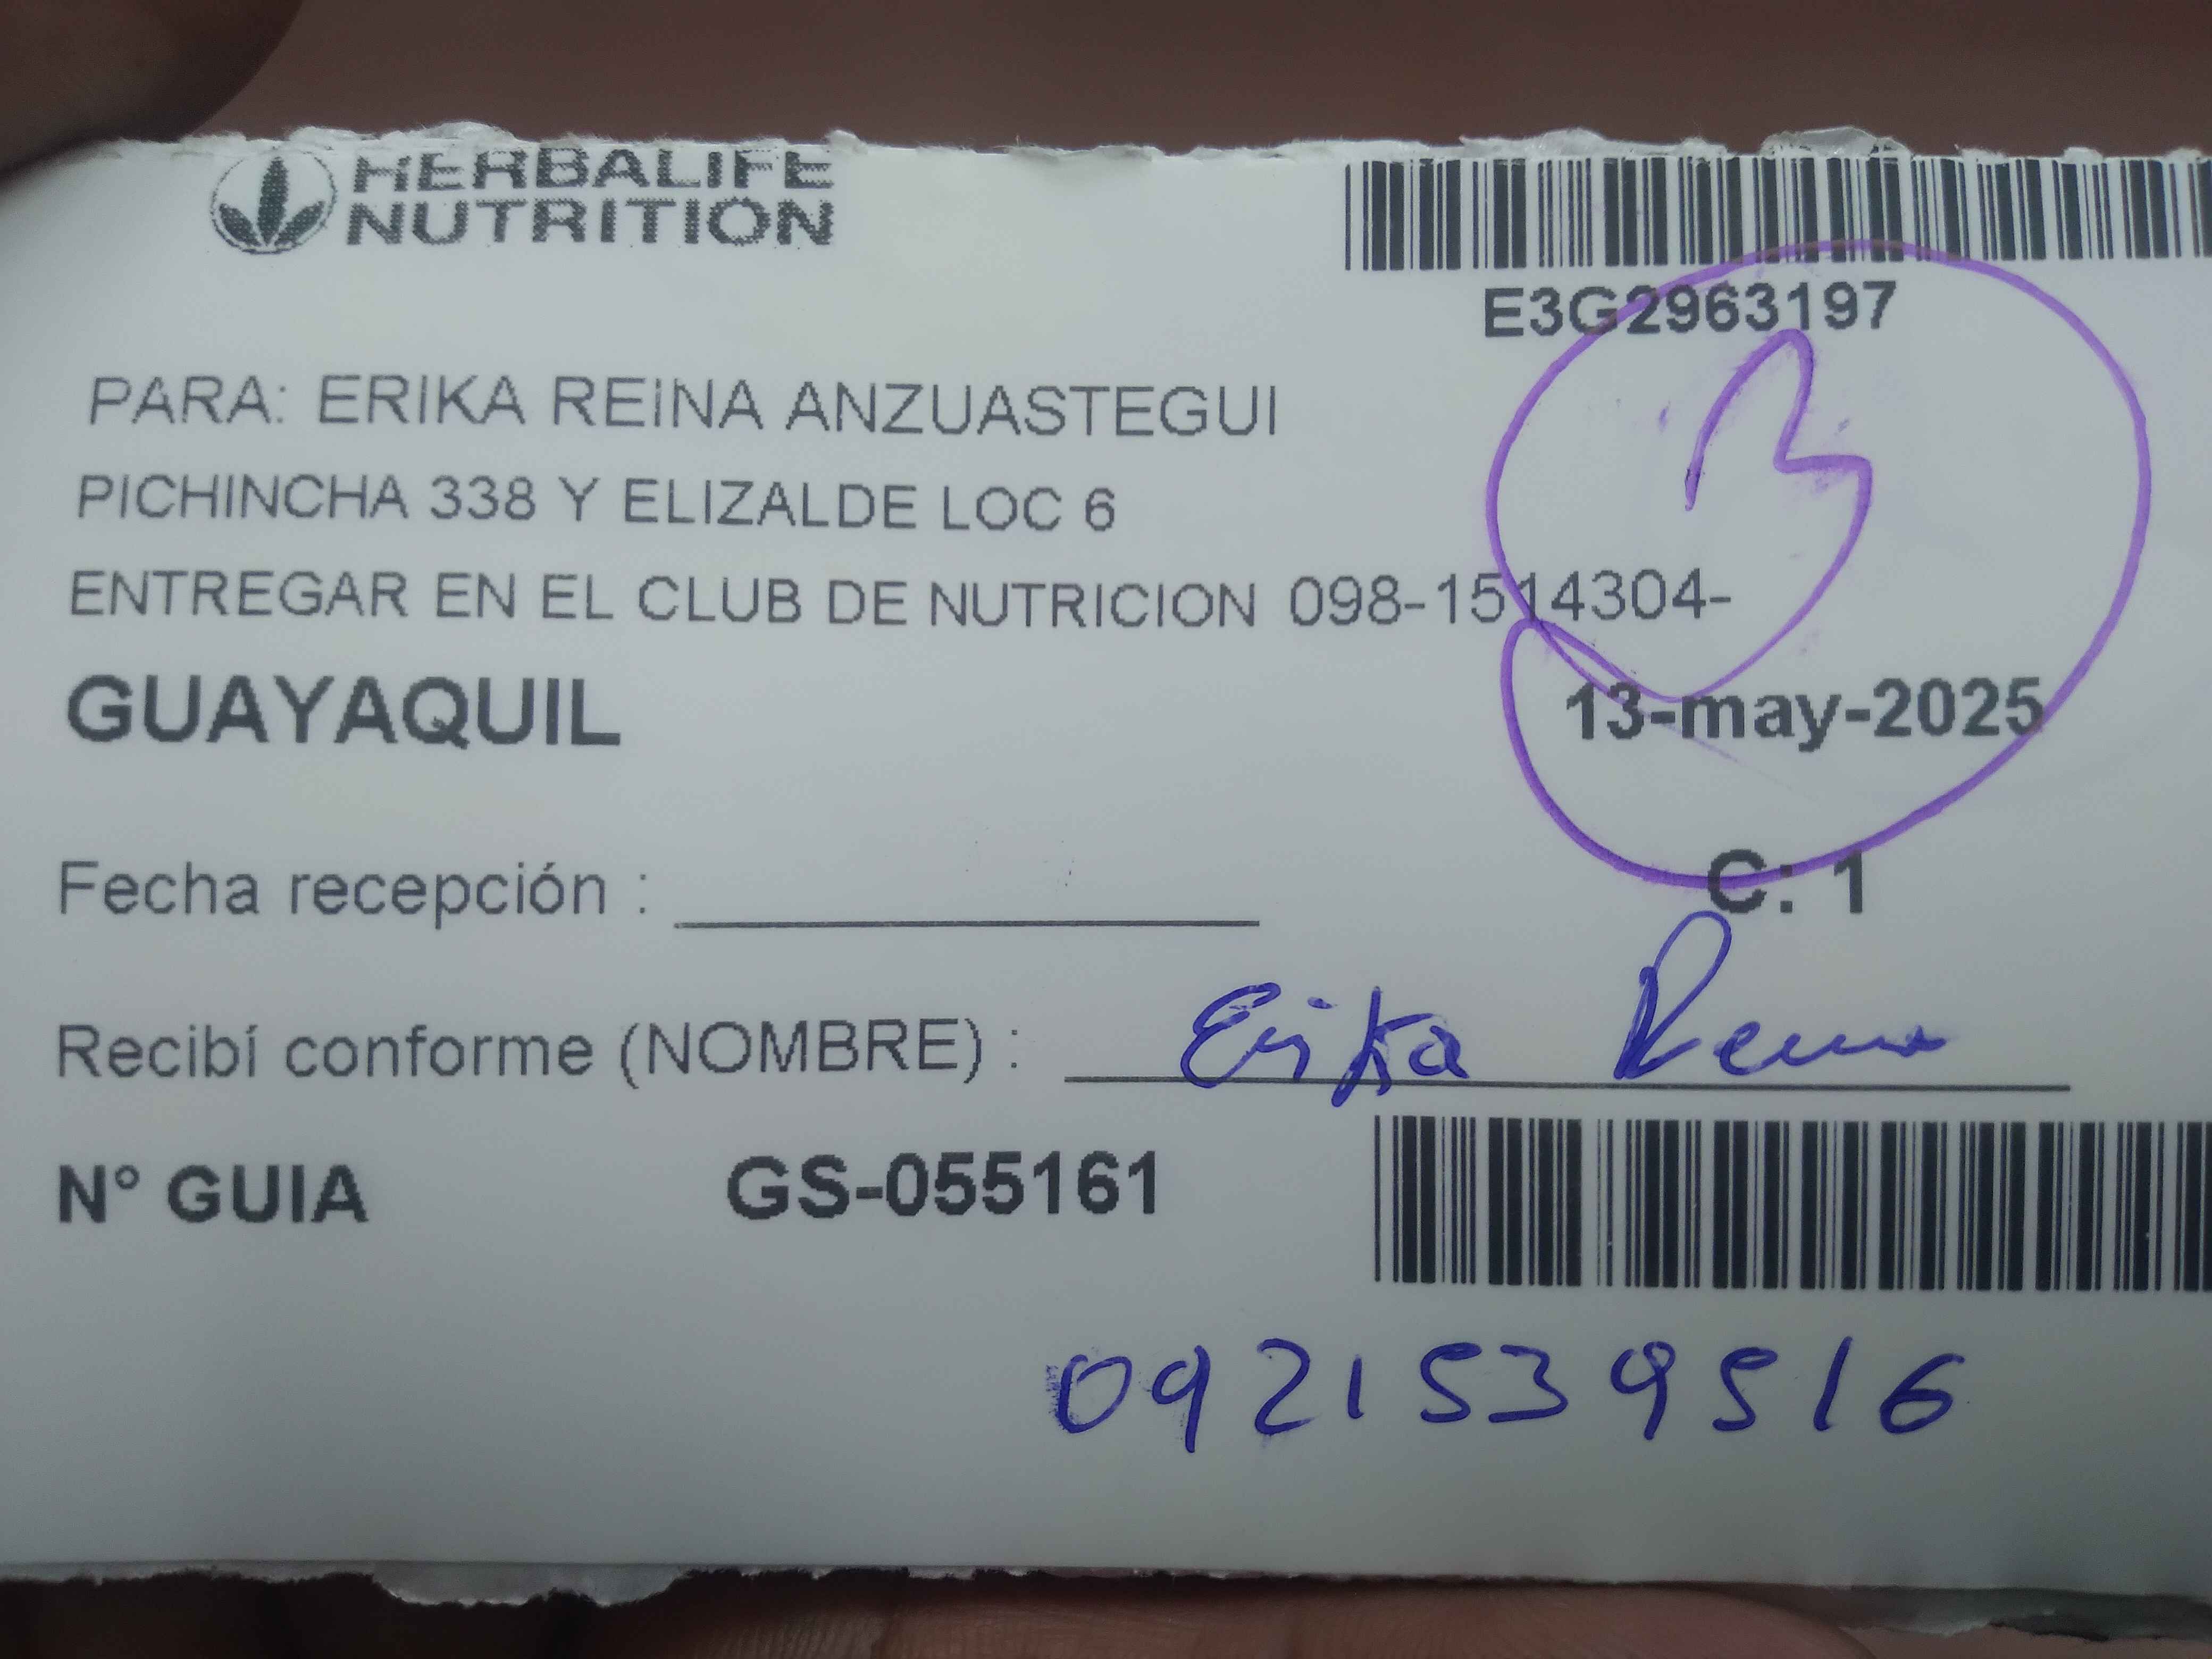 HERBALIFE
NUTRITION
E3G2963197
PARA: ERIKA REINA ANZUASTEGUI
PICHINCHA 338 Y ELIZALDE LOC 6
ENTREGAR EN EL CLUB DE NUTRICION 098-1514304-
GUAYAQUIL
13-may-2025
Fecha recepción :
C: 1
Recibí conforme (NOMBRE) : Erika Reina
N° GUIA GS-055161
0921539516